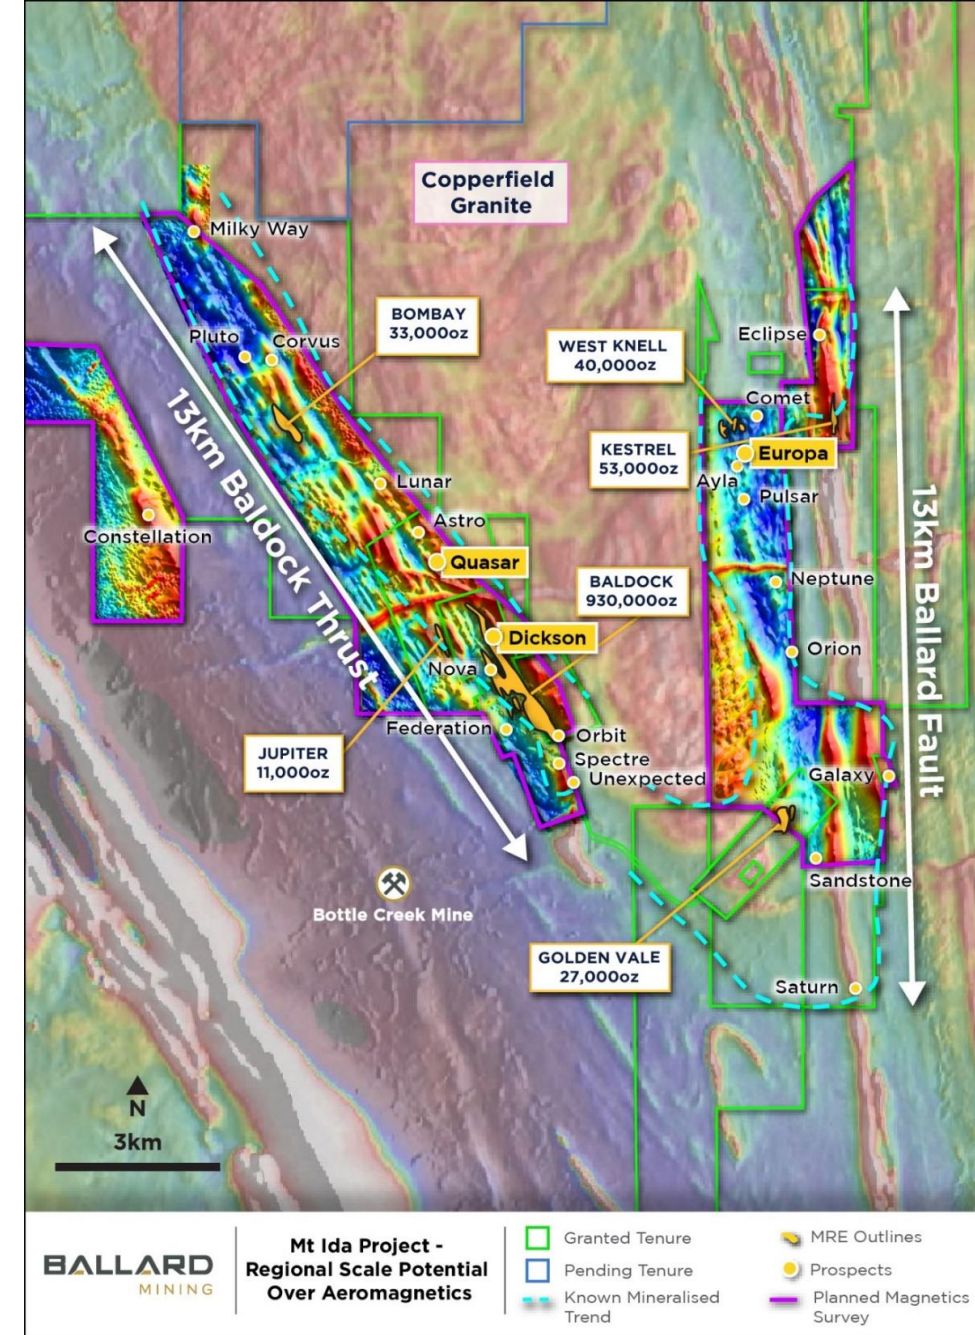 Copperfield
Granite
Milky Way
BOMBAY
33,000oz
Pluto
Corvus
Eclipse
WEST KNELL
40,000oz
Comet
KESTREL
53,000oz
Europa
Ayla
Pulsar
Lunar
Astro
Constellation
Quasar
13km Baldock Thrust
13km Ballard Fault
BALDOCK
930,000oz
Neptune
Dickson
Nova
Orion
Federation
Orbit
JUPITER
11,000oz
Spectre
Unexpected
Galaxy
Sandstone
Bottle Creek Mine
GOLDEN VALE
27,000oz
Saturn
N
3km
BALLARD
MINING
Mt Ida Project -
Regional Scale Potential
Over Aeromagnetics
Granted Tenure
Pending Tenure
Known Mineralised
Trend
MRE Outlines
Prospects
Planned Magnetics
Survey